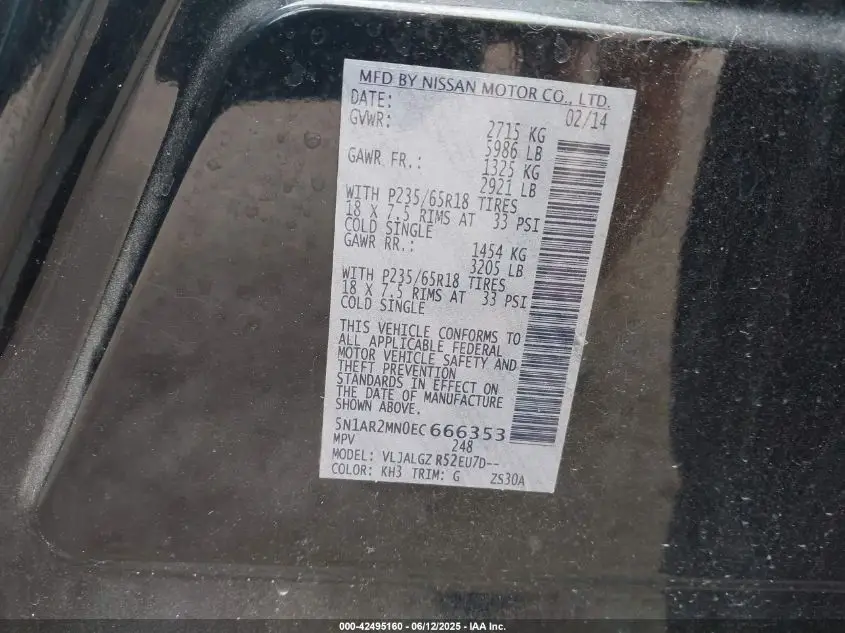 MFD BY NISSAN MOTOR CO., LTD.
DATE: 02/14
GVWR: 2715 KG
5986 LB
GAWR FR.: 1325 KG
2921 LB
WITH P235/65R18 TIRES
18 X 7.5 RIMS AT 33 PSI
COLD SINGLE
GAWR RR.: 1454 KG
3205 LB
WITH P235/65R18 TIRES
18 X 7.5 RIMS AT 33 PSI
COLD SINGLE
THIS VEHICLE CONFORMS TO
ALL APPLICABLE FEDERAL
MOTOR VEHICLE SAFETY AND
THEFT PREVENTION
STANDARDS IN EFFECT ON
THE DATE OF MANUFACTURE
SHOWN ABOVE.
5N1AR2MN0EC666353
MPV 248
MODEL: VLJALGZ R52EU7D--
COLOR: KH3 TRIM: G ZS30A
000-42495160 - 06/12/2025 - IAA Inc.